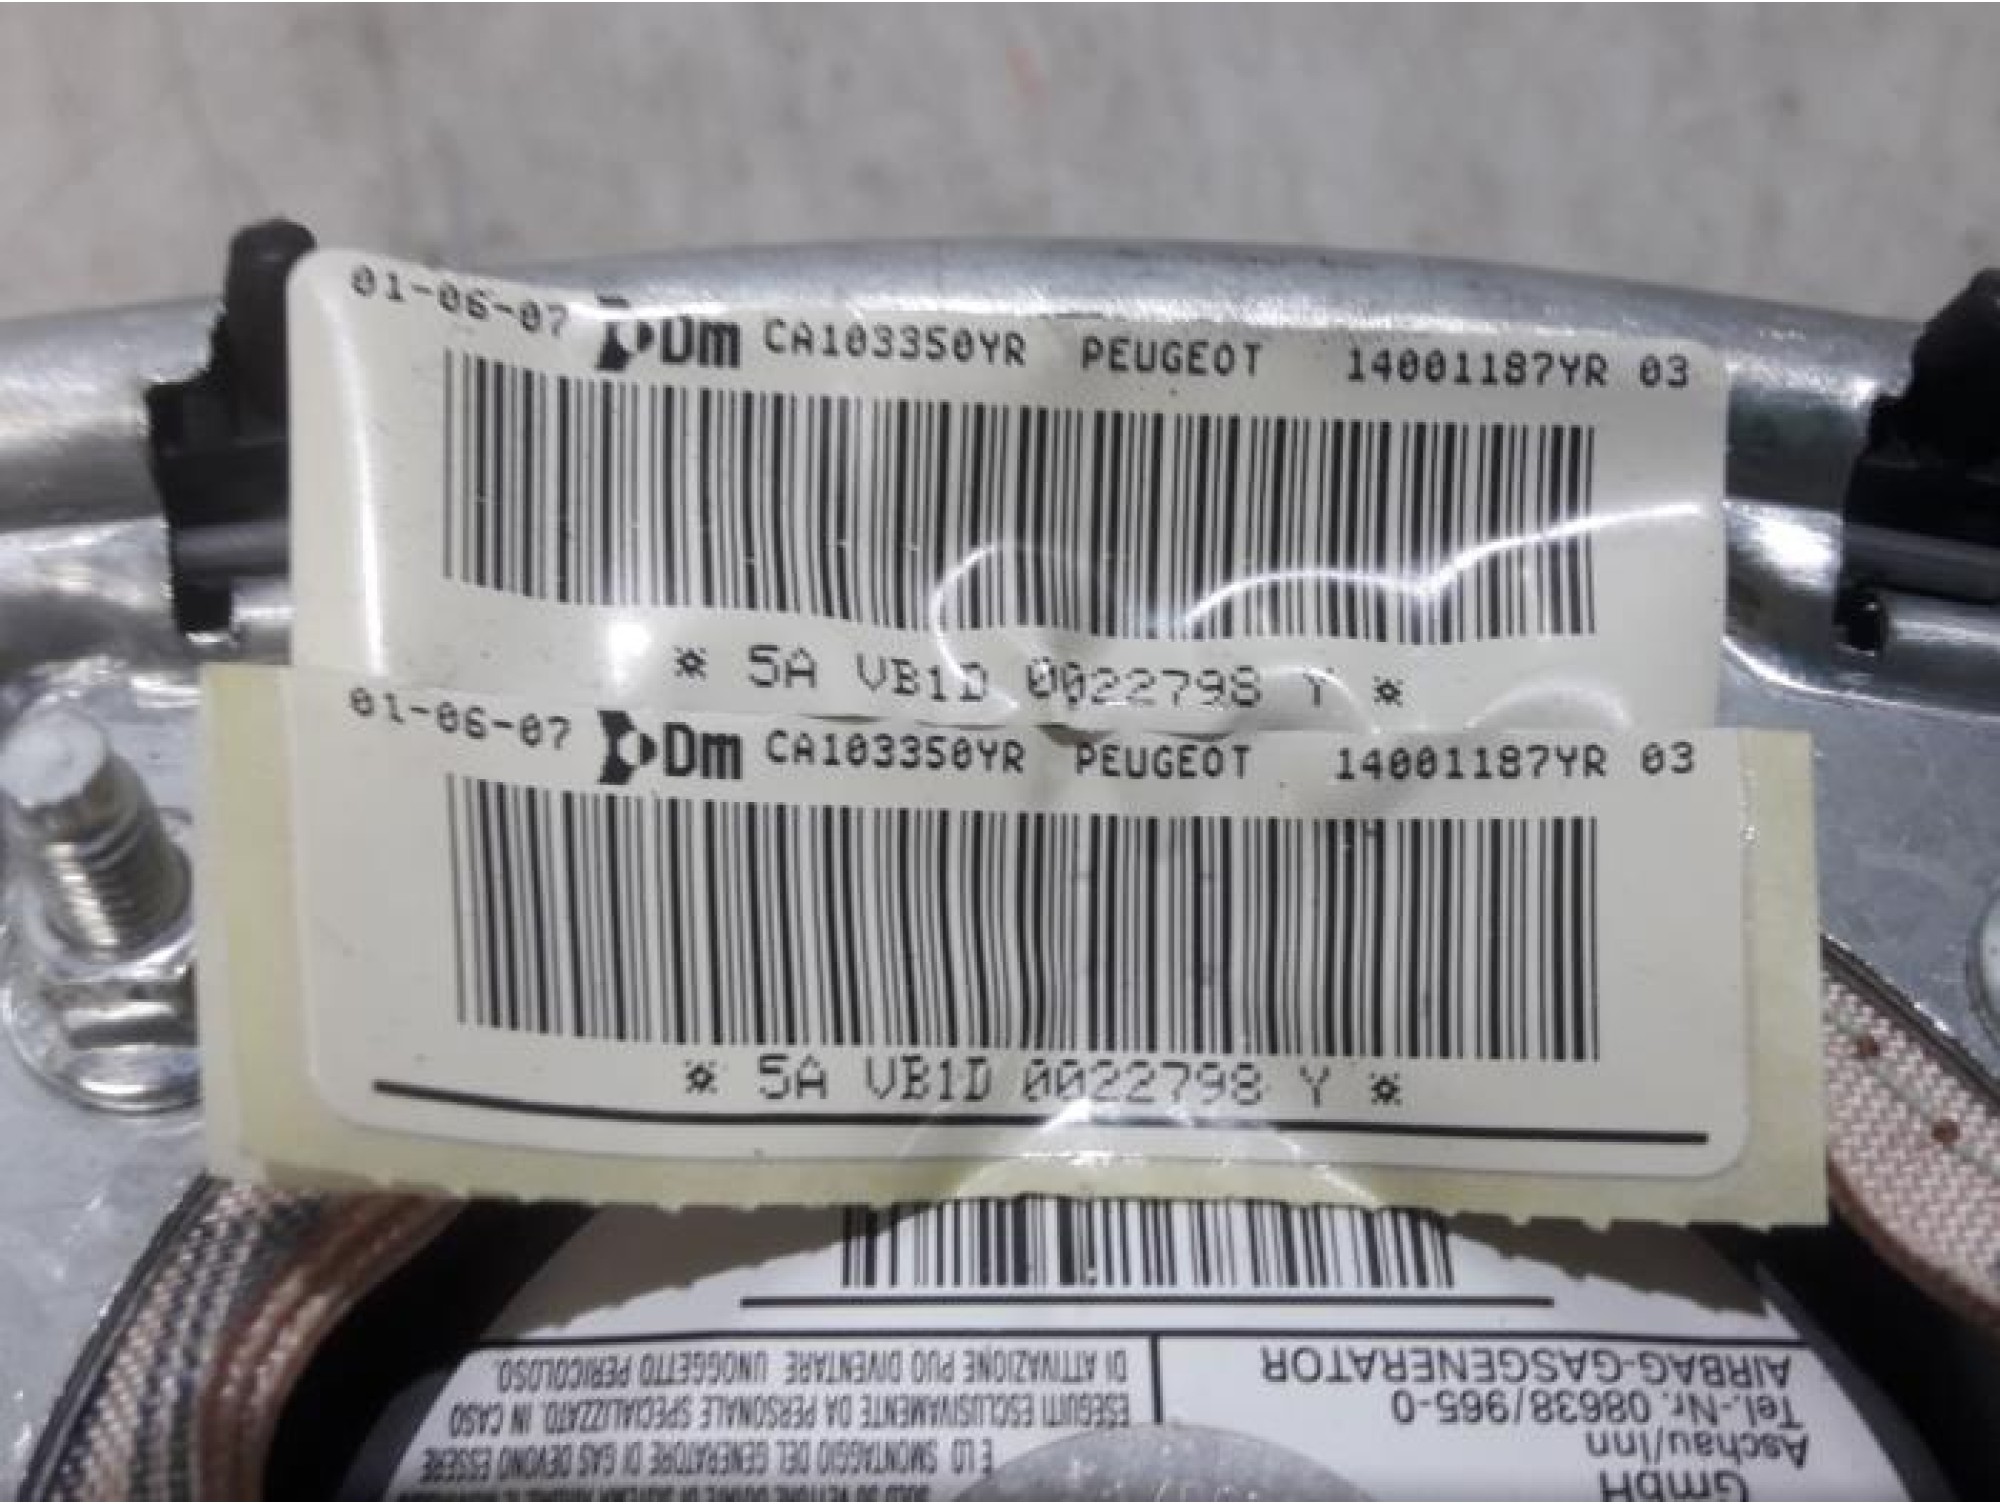 01-06-07 Dm CA103350YR PEUGEOT 14001187YR 03
* 5A VB1D 0022798 Y *
01-06-07 Dm CA103350YR PEUGEOT 14001187YR 03
* 5A VB1D 0022798 Y *
GmbH
Aschau/Inn
Tel.-Nr. 08638/965-0
AIRBAG-GASGENERATOR
E LO SMONTAGGIO DEL GENERATORE DI GAS DEVONO ESSERE
ESEGUITI ESCLUSIVAMENTE DA PERSONALE SPECIALIZZATO. IN CASO
DI ATTIVAZIONE PUÒ DIVENTARE UNOGGETTO PERICOLOSO.